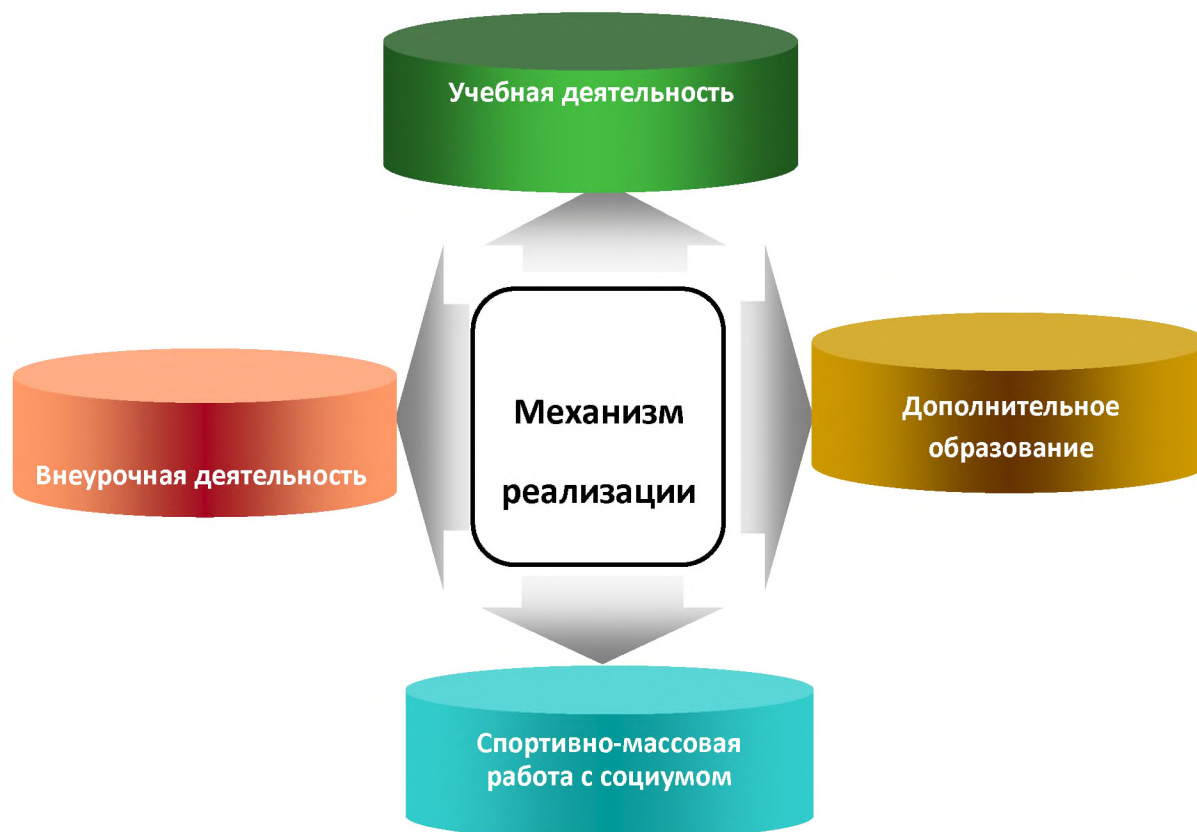 Учебная деятельность
Механизм
реализации
Внеурочная деятельность
Дополнительное
образование
Спортивно-массовая
работа с социумом